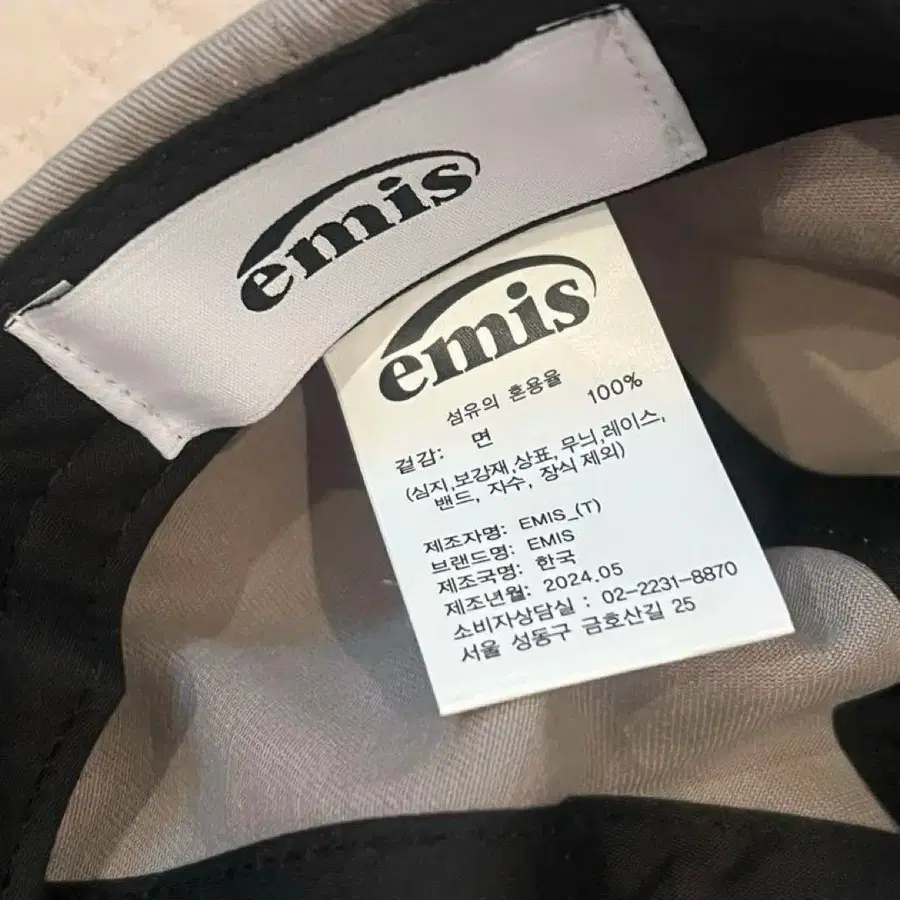 emis
emis
섬유의 혼용율
겉감: 면 100%
(심지,보강재,상표,무늬,레이스,
밴드, 자수, 장식 제외)
제조자명: EMIS_(T)
브랜드명: EMIS
제조국명: 한국
제조년월: 2024.05
소비자상담실 : 02-2231-8870
서울 성동구 금호산길 25